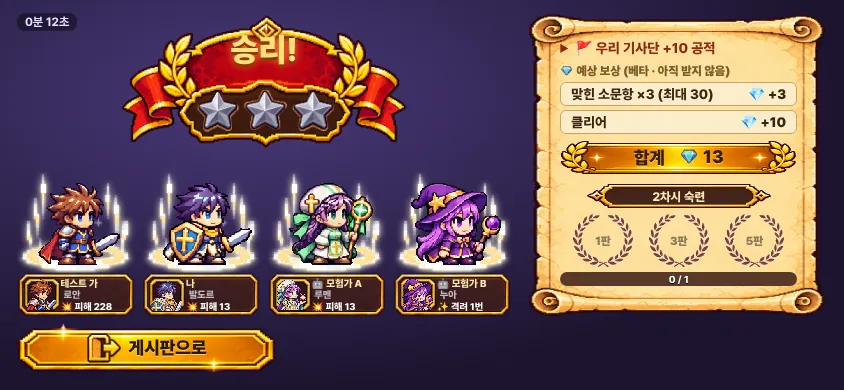 0분 12초
승리!
▶ 🚩 우리 기사단 +10 공적
💎 예상 보상 (베타 · 아직 받지 않음)
맞힌 소문항 ×3 (최대 30) 💎 +3
클리어 💎 +10
합계 💎 13
2차시 숙련
1판 3판 5판
0 / 1
테스트 가
로안
💥 피해 228
나
발도르
💥 피해 13
🤖 모험가 A
루멘
💥 피해 13
🤖 모험가 B
누아
✨ 격려 1번
게시판으로